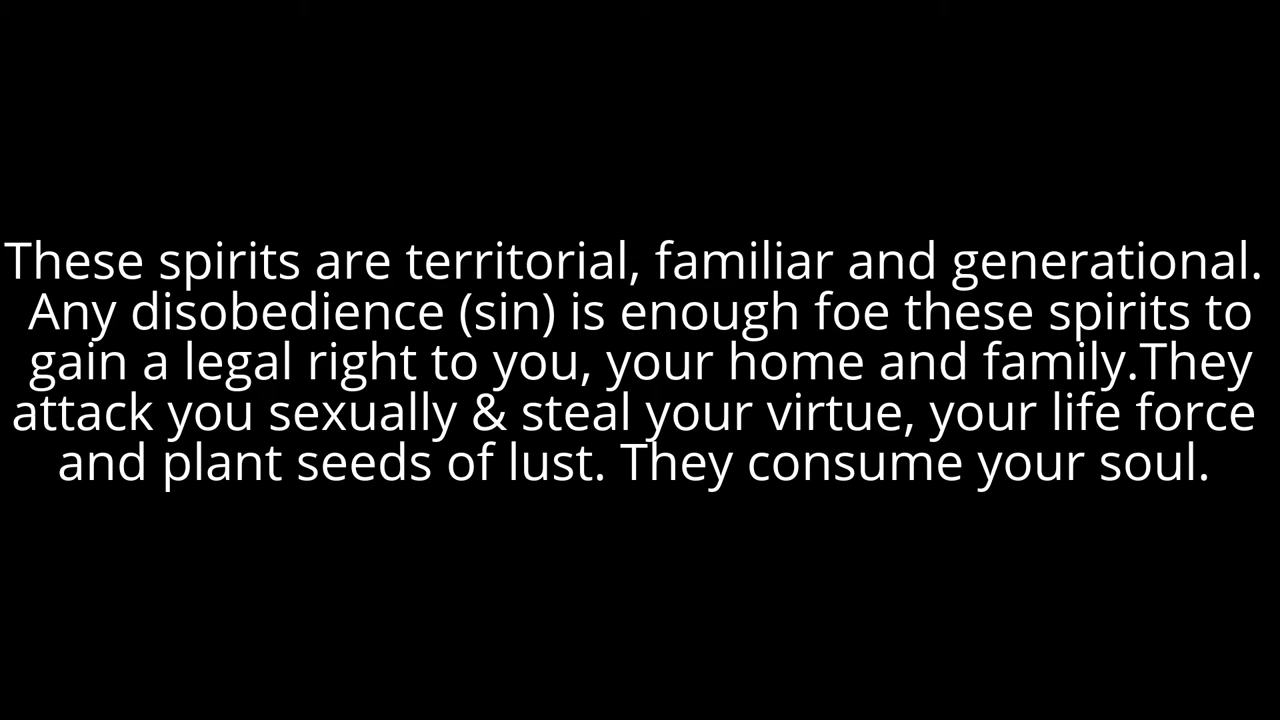 These spirits are territorial, familiar and generational.
Any disobedience (sin) is enough foe these spirits to
gain a legal right to you, your home and family.They
attack you sexually & steal your virtue, your life force
and plant seeds of lust. They consume your soul.